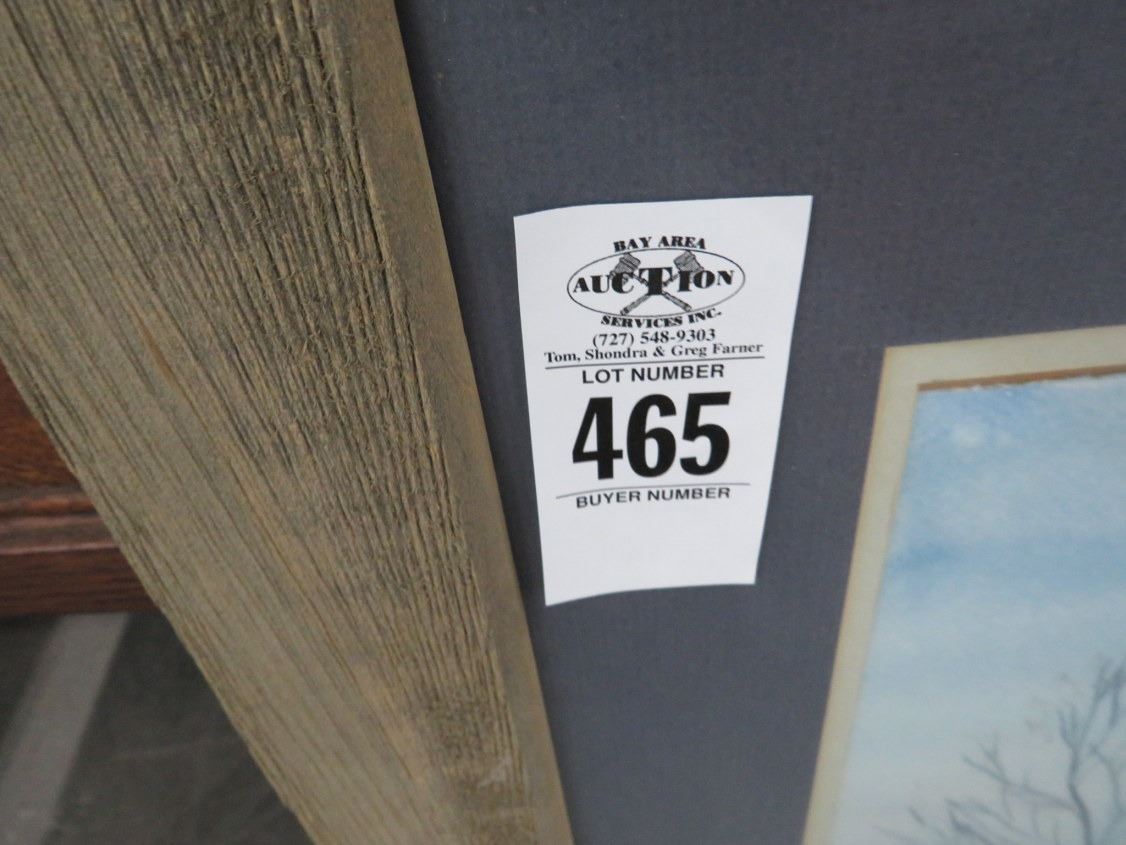 BAY AREA
AUCTION
SERVICES INC.
(727) 548-9303
Tom, Shondra & Greg Farner
LOT NUMBER
465
BUYER NUMBER